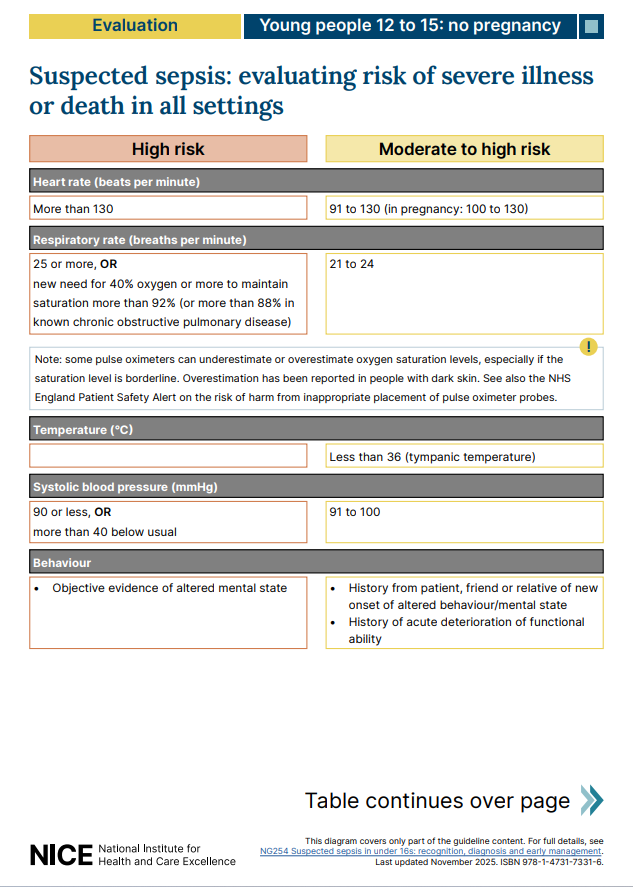 Evaluation
Young people 12 to 15: no pregnancy
Suspected sepsis: evaluating risk of severe illness
or death in all settings
High risk
Moderate to high risk
Heart rate (beats per minute)
More than 130
91 to 130 (in pregnancy: 100 to 130)
Respiratory rate (breaths per minute)
25 or more, OR
new need for 40% oxygen or more to maintain
saturation more than 92% (or more than 88% in
known chronic obstructive pulmonary disease)
21 to 24
!
Note: some pulse oximeters can underestimate or overestimate oxygen saturation levels, especially if the
saturation level is borderline. Overestimation has been reported in people with dark skin. See also the NHS
England Patient Safety Alert on the risk of harm from inappropriate placement of pulse oximeter probes.
Temperature (°C)
Less than 36 (tympanic temperature)
Systolic blood pressure (mmHg)
90 or less, OR
more than 40 below usual
91 to 100
Behaviour
• Objective evidence of altered mental state
• History from patient, friend or relative of new
onset of altered behaviour/mental state
• History of acute deterioration of functional
ability
Table continues over page
NICE National Institute for
Health and Care Excellence
This diagram covers only part of the guideline content. For full details, see
NG254 Suspected sepsis in under 16s: recognition, diagnosis and early management.
Last updated November 2025. ISBN 978-1-4731-7331-6.